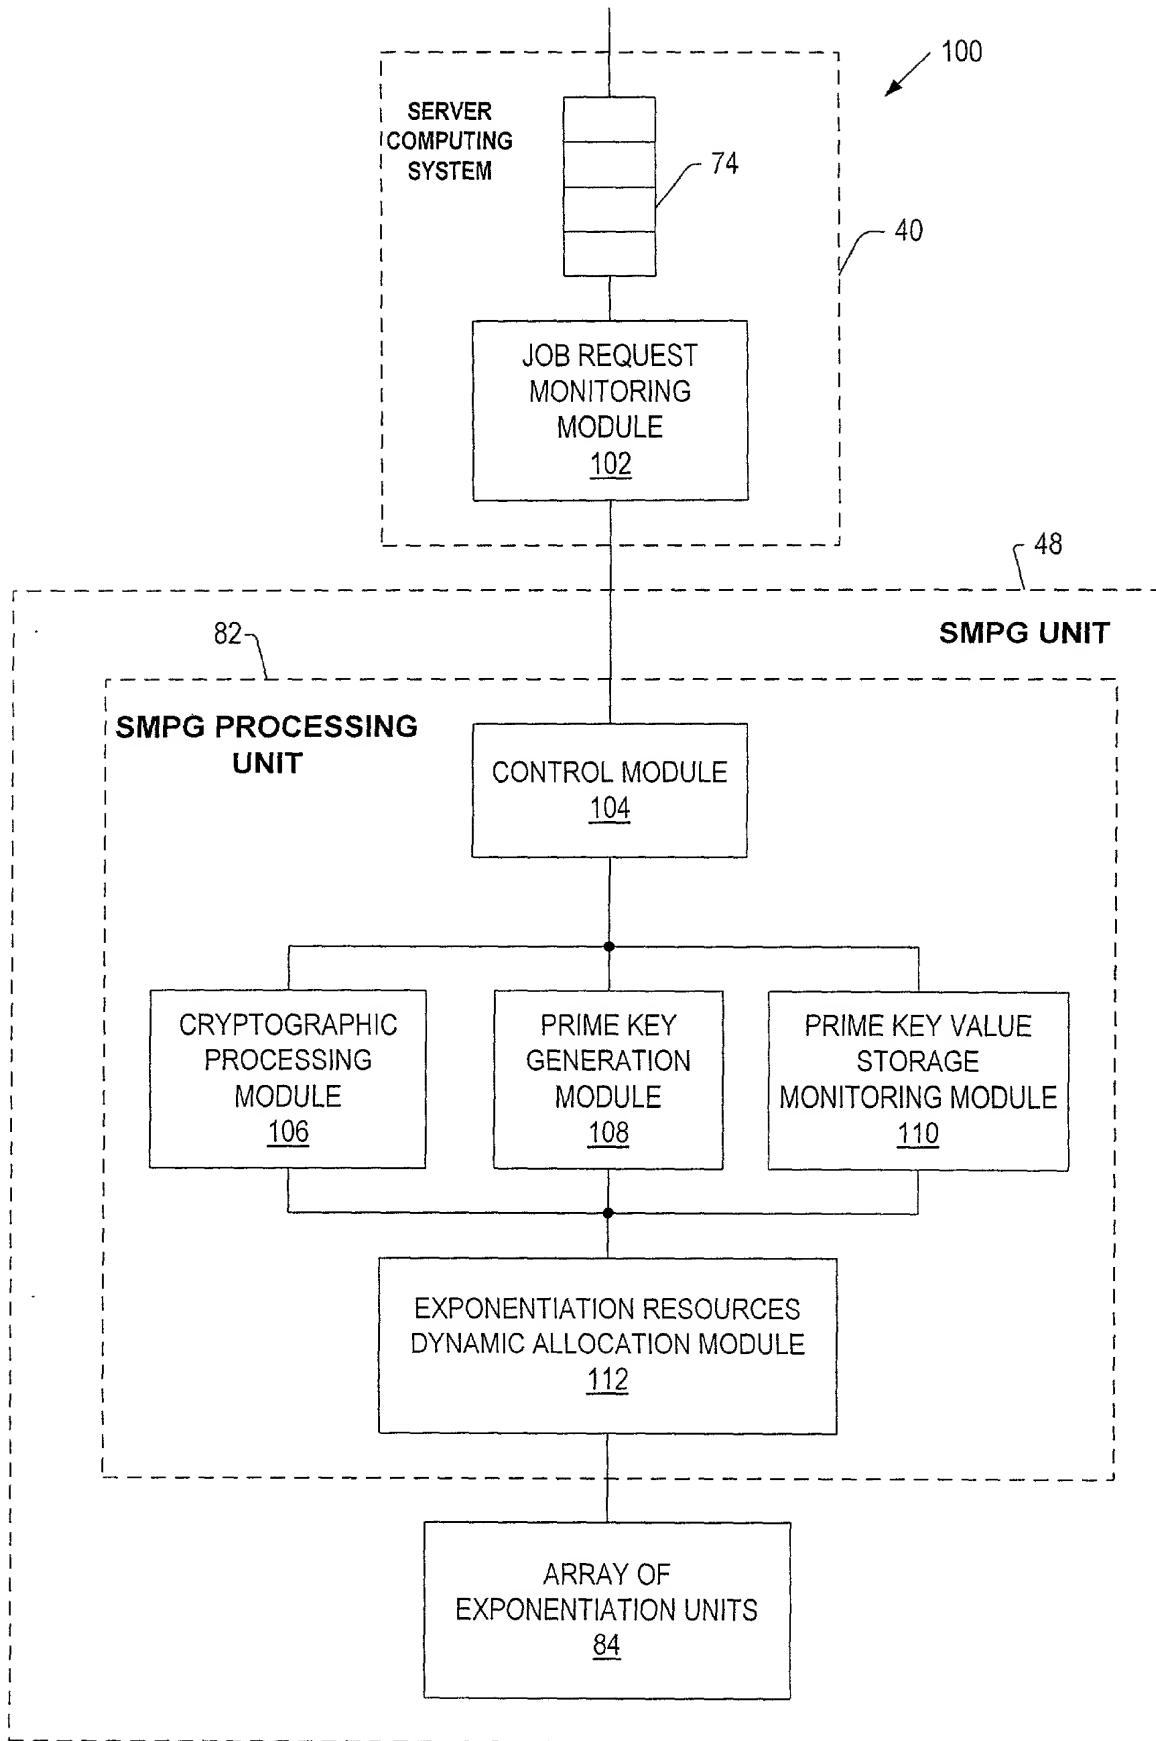 100
SERVER
COMPUTING
SYSTEM
74
40
JOB REQUEST
MONITORING
MODULE
102
48
SMPG UNIT
82
SMPG PROCESSING
UNIT
CONTROL MODULE
104
CRYPTOGRAPHIC
PROCESSING
MODULE
106
PRIME KEY
GENERATION
MODULE
108
PRIME KEY VALUE
STORAGE
MONITORING MODULE
110
EXPONENTIATION RESOURCES
DYNAMIC ALLOCATION MODULE
112
ARRAY OF
EXPONENTIATION UNITS
84